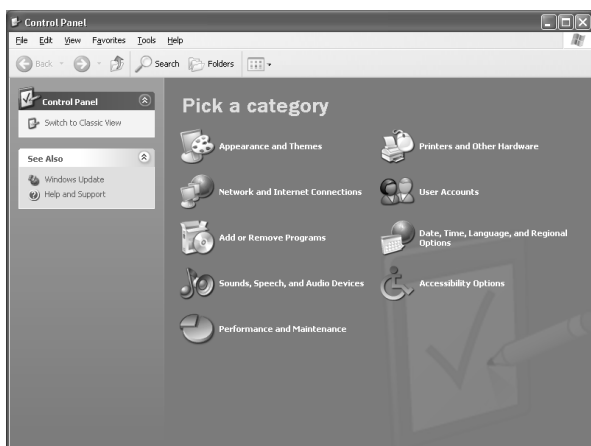 Control Panel
File Edit View Favorites Tools Help
Back Search Folders
Control Panel
Switch to Classic View
See Also
Windows Update
Help and Support
Pick a category
Appearance and Themes
Printers and Other Hardware
Network and Internet Connections
User Accounts
Add or Remove Programs
Date, Time, Language, and Regional
Options
Sounds, Speech, and Audio Devices
Accessibility Options
Performance and Maintenance